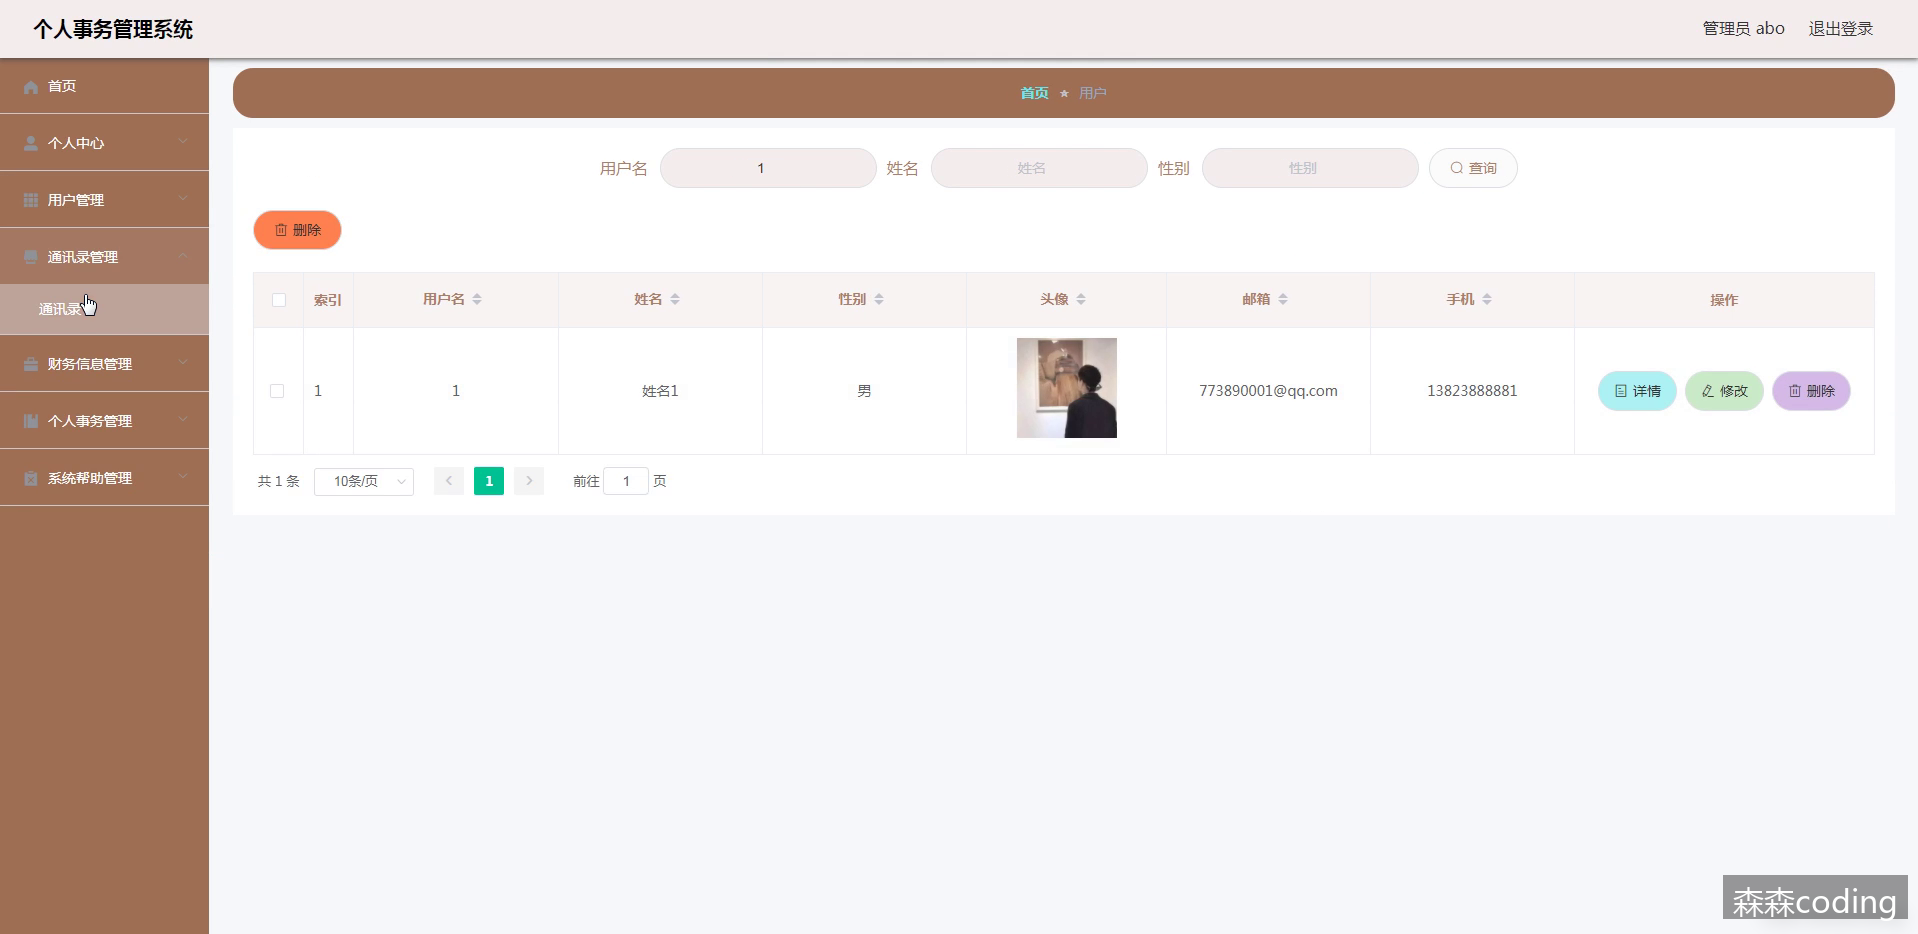 个人事务管理系统
管理员 abo 退出登录
首页
个人中心
用户管理
通讯录管理
通讯录
财务信息管理
个人事务管理
系统帮助管理
首页 用户
用户名 1 姓名 姓名 性别 性别 查询
删除
索引 用户名 姓名 性别 头像 邮箱 手机 操作
1 1 姓名1 男 773890001@qq.com 13823888881 详情 修改 删除
共 1 条 10条/页 1 前往 1 页
森森coding